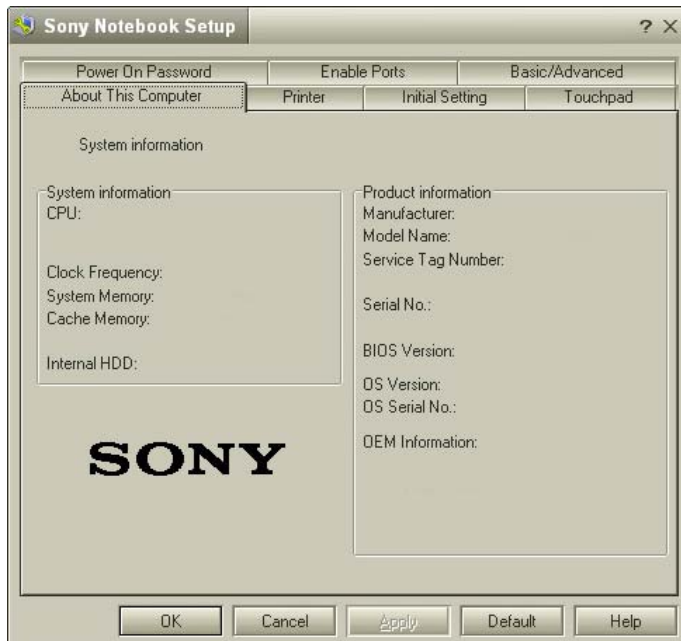 Sony Notebook Setup
Power On Password
Enable Ports
Basic/Advanced
About This Computer
Printer
Initial Setting
Touchpad
System information
System information
CPU:
Clock Frequency:
System Memory:
Cache Memory:
Internal HDD:
Product information
Manufacturer:
Model Name:
Service Tag Number:
Serial No.:
BIOS Version:
OS Version:
OS Serial No.:
OEM Information:
SONY
OK
Cancel
Apply
Default
Help